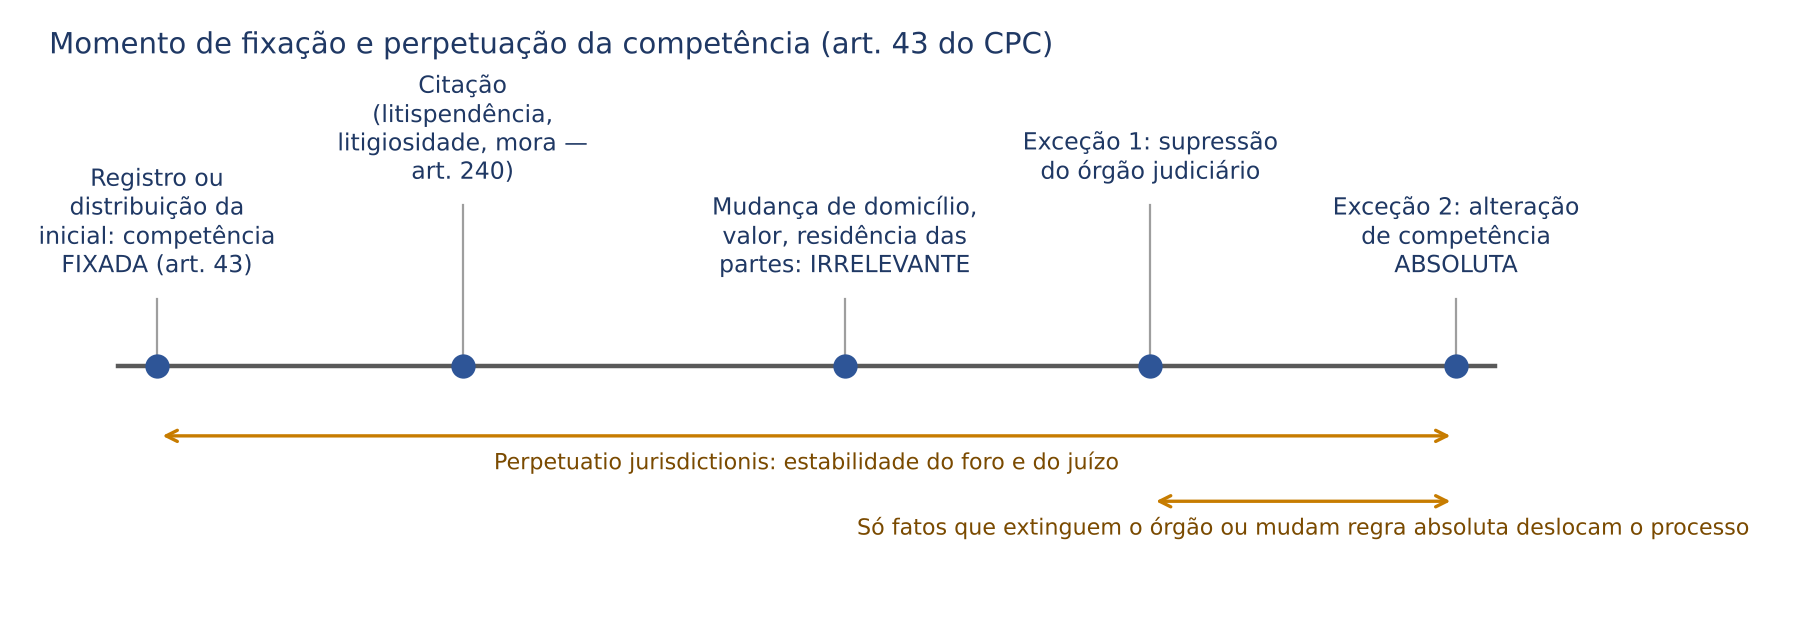 Momento de fixação e perpetuação da competência (art. 43 do CPC)
Registro ou
distribuição da
inicial: competência
FIXADA (art. 43)
Citação
(litispendência,
litigiosidade, mora —
art. 240)
Mudança de domicílio,
valor, residência das
partes: IRRELEVANTE
Exceção 1: supressão
do órgão judiciário
Exceção 2: alteração
de competência
ABSOLUTA
Perpetuatio jurisdictionis: estabilidade do foro e do juízo
Só fatos que extinguem o órgão ou mudam regra absoluta deslocam o processo